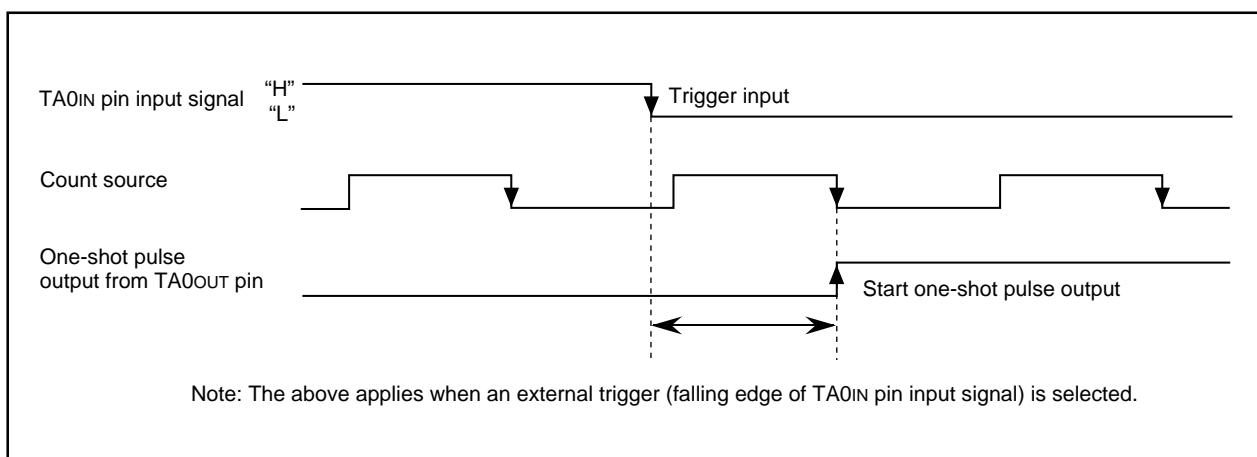 TA0IN pin input signal
“H”
“L”
Trigger input
Count source
One-shot pulse
output from TA0OUT pin
Start one-shot pulse output
Note: The above applies when an external trigger (falling edge of TA0IN pin input signal) is selected.